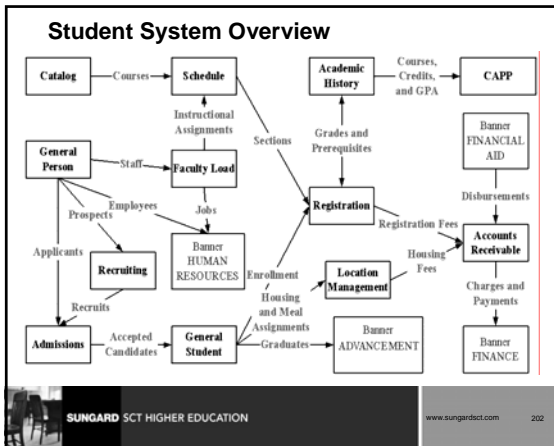 Student System Overview
Catalog
Courses
Schedule
Academic
History
Courses,
Credits,
and GPA
CAPP
Instructional
Assignments
Sections
Grades and
Prerequisites
Banner
FINANCIAL
AID
General
Person
Staff
Faculty Load
Employees
Prospects
Jobs
Registration
Disbursements
Registration Fees
Accounts
Receivable
Applicants
Recruiting
Banner
HUMAN
RESOURCES
Enrollment
Housing
and Meal
Assignments
Location
Management
Housing
Fees
Charges and
Payments
Recruits
Admissions
Accepted
Candidates
General
Student
Graduates
Banner
ADVANCEMENT
Banner
FINANCE
SUNGARD SCT HIGHER EDUCATION
www.sungardsct.com
202